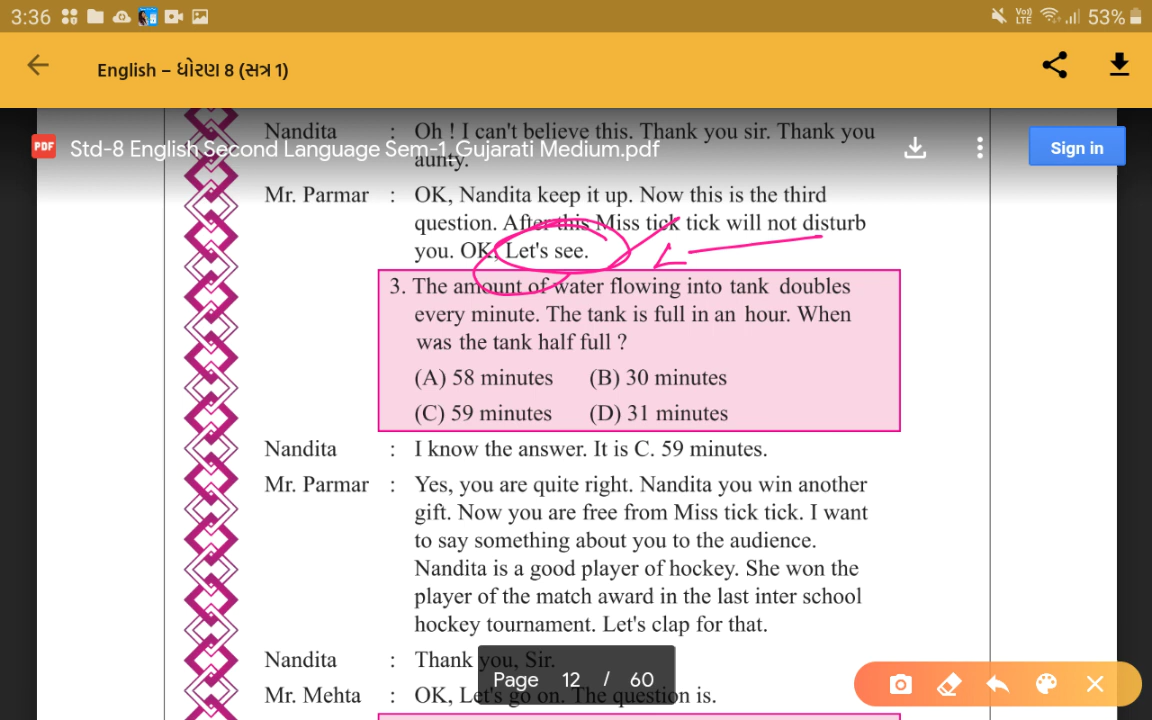 3:36 53%
English – ધોરણ 8 (સત્ર 1)
Nandita : Oh ! I can't believe this. Thank you sir. Thank you
PDF Std-8 English Second Language Sem-1, Gujarati Medium.pdf Sign in
aunty.
Mr. Parmar : OK, Nandita keep it up. Now this is the third
question. After this Miss tick tick will not disturb
you. OK, Let's see.
3. The amount of water flowing into tank doubles
every minute. The tank is full in an hour. When
was the tank half full ?
(A) 58 minutes (B) 30 minutes
(C) 59 minutes (D) 31 minutes
Nandita : I know the answer. It is C. 59 minutes.
Mr. Parmar : Yes, you are quite right. Nandita you win another
gift. Now you are free from Miss tick tick. I want
to say something about you to the audience.
Nandita is a good player of hockey. She won the
player of the match award in the last inter school
hockey tournament. Let's clap for that.
Nandita : Thank you, Sir.
Page 12 / 60
Mr. Mehta : OK, Let's go on. The question is.